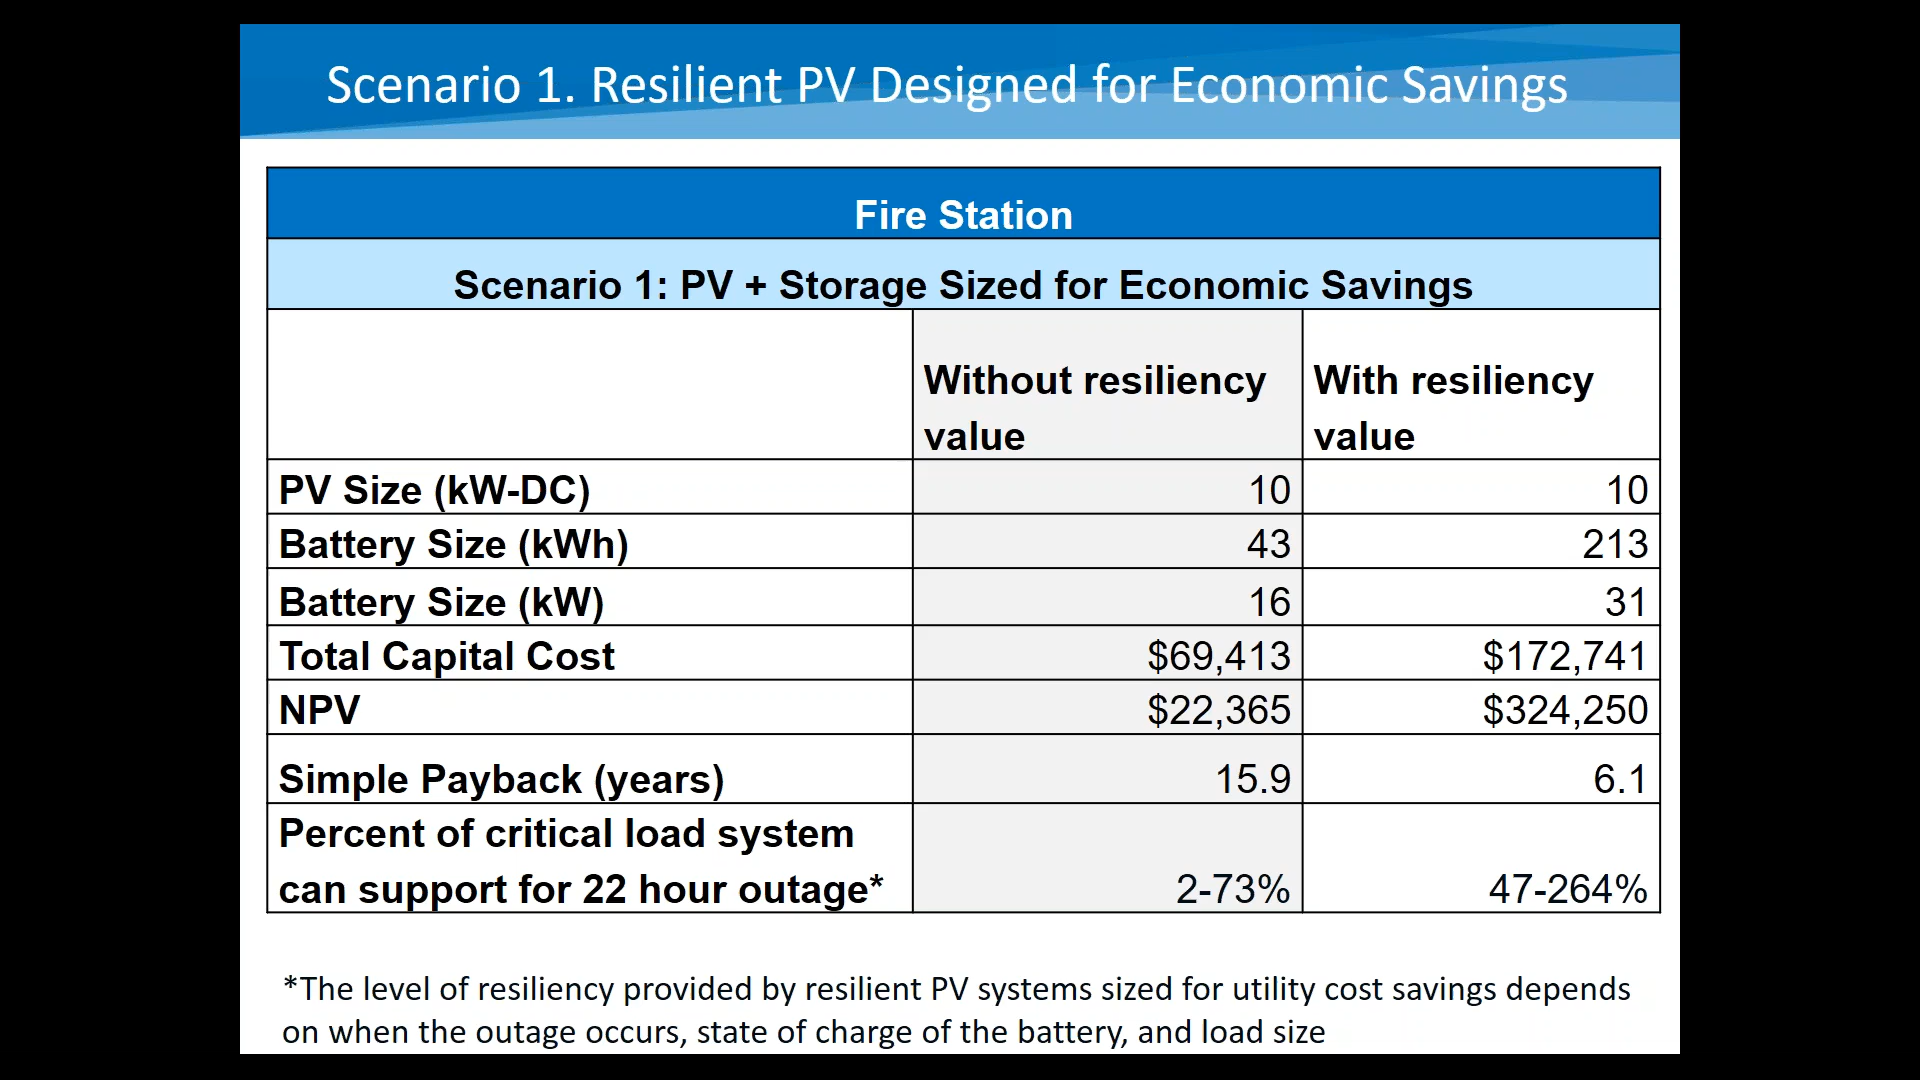 Scenario 1. Resilient PV Designed for Economic Savings
Fire Station
Scenario 1: PV + Storage Sized for Economic Savings
Without resiliency value
With resiliency value
PV Size (kW-DC) 10 10
Battery Size (kWh) 43 213
Battery Size (kW) 16 31
Total Capital Cost $69,413 $172,741
NPV $22,365 $324,250
Simple Payback (years) 15.9 6.1
Percent of critical load system
can support for 22 hour outage* 2-73% 47-264%
*The level of resiliency provided by resilient PV systems sized for utility cost savings depends
on when the outage occurs, state of charge of the battery, and load size